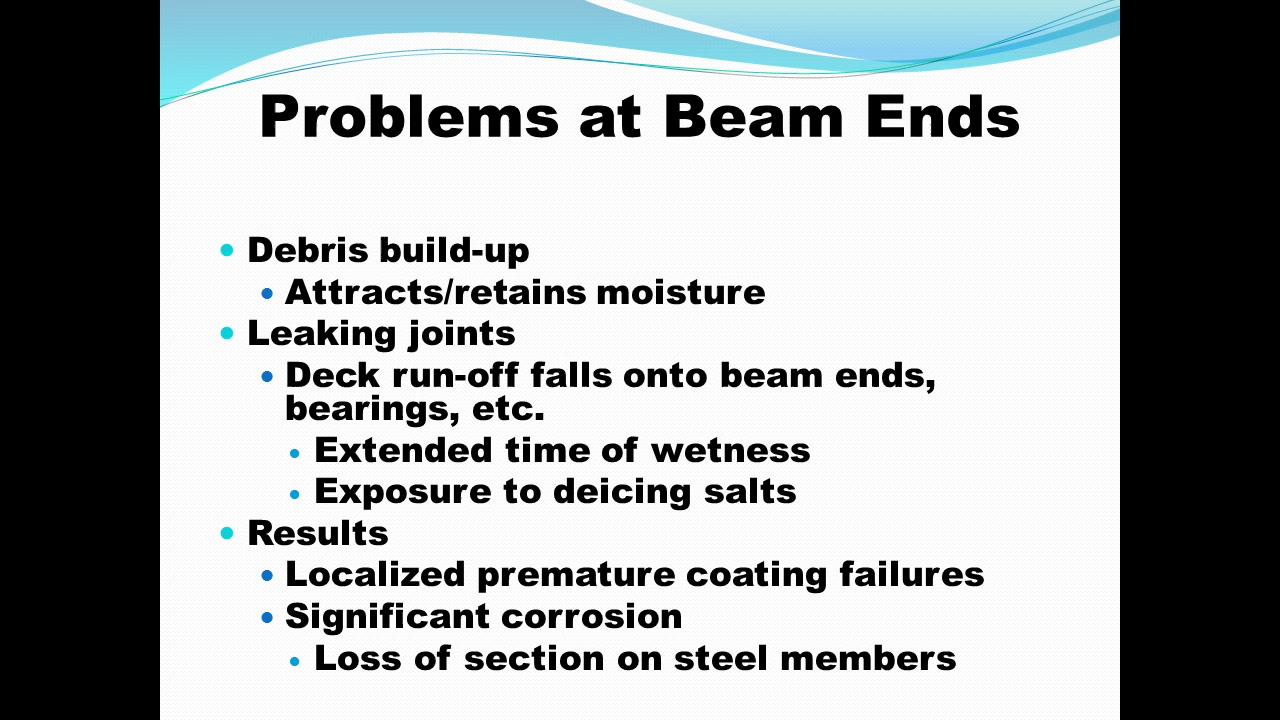 Problems at Beam Ends
Debris build-up
Attracts/retains moisture
Leaking joints
Deck run-off falls onto beam ends,
bearings, etc.
Extended time of wetness
Exposure to deicing salts
Results
Localized premature coating failures
Significant corrosion
Loss of section on steel members